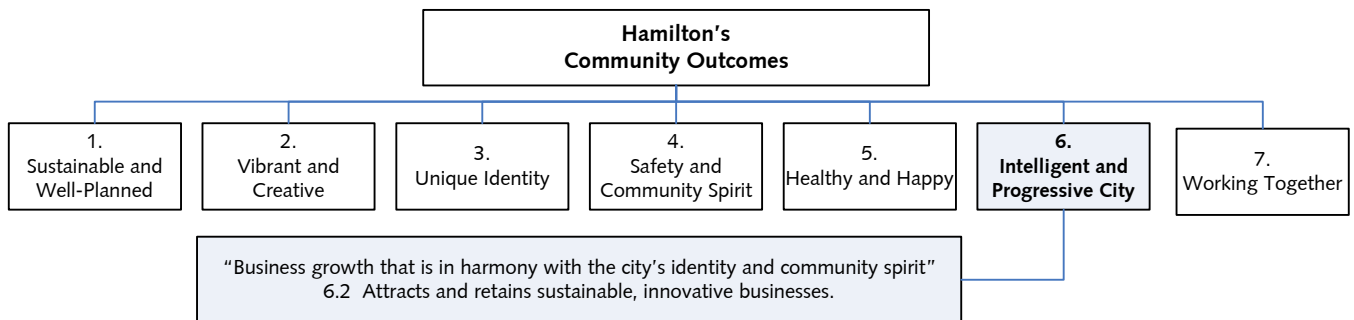 Hamilton’s
Community Outcomes
1.
Sustainable and
Well-Planned
2.
Vibrant and
Creative
3.
Unique Identity
4.
Safety and
Community Spirit
5.
Healthy and Happy
6.
Intelligent and
Progressive City
7.
Working Together
“Business growth that is in harmony with the city’s identity and community spirit”
6.2 Attracts and retains sustainable, innovative businesses.